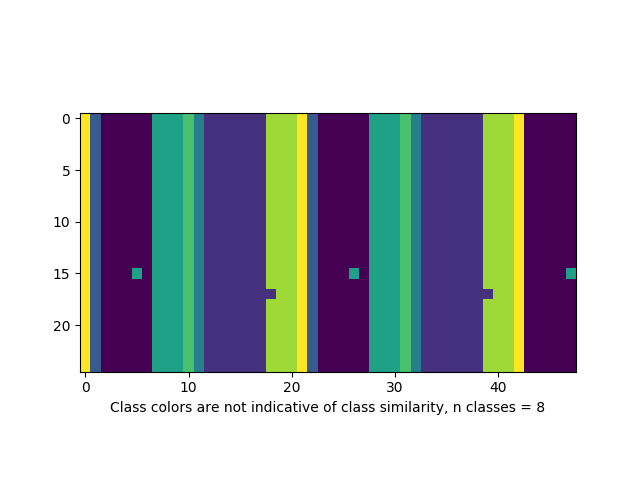 0
5
10
15
20
0 10 20 30 40
Class colors are not indicative of class similarity, n classes = 8